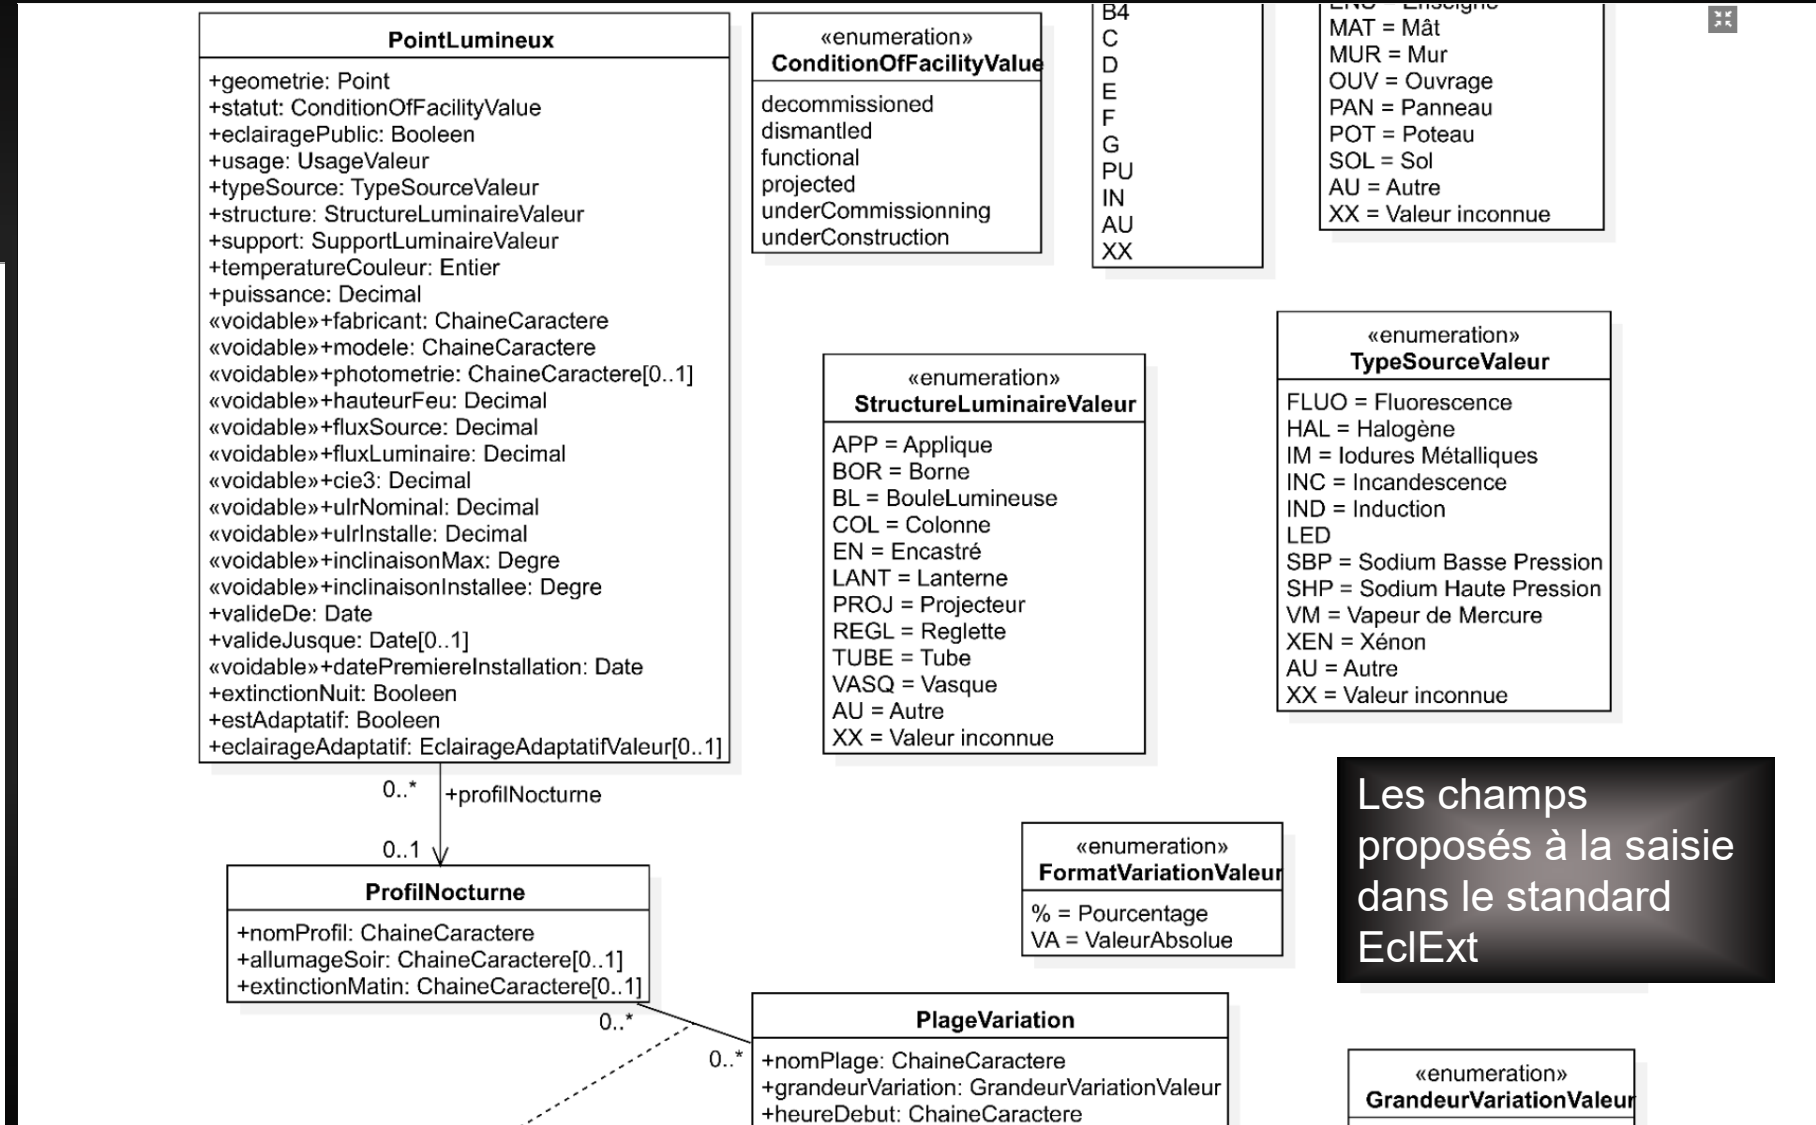 PointLumineux
+geometrie: Point
+statut: ConditionOfFacilityValue
+eclairagePublic: Booleen
+usage: UsageValeur
+typeSource: TypeSourceValeur
+structure: StructureLuminaireValeur
+support: SupportLuminaireValeur
+temperatureCouleur: Entier
+puissance: Decimal
«voidable»+fabricant: ChaineCaractere
«voidable»+modele: ChaineCaractere
«voidable»+photometrie: ChaineCaractere[0..1]
«voidable»+hauteurFeu: Decimal
«voidable»+fluxSource: Decimal
«voidable»+fluxLuminaire: Decimal
«voidable»+cie3: Decimal
«voidable»+ulrNominal: Decimal
«voidable»+ulrInstalle: Decimal
«voidable»+inclinaisonMax: Degre
«voidable»+inclinaisonInstallee: Degre
+valideDe: Date
+valideJusque: Date[0..1]
«voidable»+datePremiereInstallation: Date
+extinctionNuit: Booleen
+estAdaptatif: Booleen
+eclairageAdaptatif: EclairageAdaptatifValeur[0..1]
0..*
+profilNocturne
0..1
ProfilNocturne
+nomProfil: ChaineCaractere
+allumageSoir: ChaineCaractere[0..1]
+extinctionMatin: ChaineCaractere[0..1]
0..*
0..*
«enumeration»
ConditionOfFacilityValue
decommissioned
dismantled
functional
projected
underCommissionning
underConstruction
B4
C
D
E
F
G
PU
IN
AU
XX
MAT = Mât
MUR = Mur
OUV = Ouvrage
PAN = Panneau
POT = Poteau
SOL = Sol
AU = Autre
XX = Valeur inconnue
«enumeration»
StructureLuminaireValeur
APP = Applique
BOR = Borne
BL = BouleLumineuse
COL = Colonne
EN = Encastré
LANT = Lanterne
PROJ = Projecteur
REGL = Reglette
TUBE = Tube
VASQ = Vasque
AU = Autre
XX = Valeur inconnue
«enumeration»
TypeSourceValeur
FLUO = Fluorescence
HAL = Halogène
IM = Iodures Métalliques
INC = Incandescence
IND = Induction
LED
SBP = Sodium Basse Pression
SHP = Sodium Haute Pression
VM = Vapeur de Mercure
XEN = Xénon
AU = Autre
XX = Valeur inconnue
«enumeration»
FormatVariationValeur
% = Pourcentage
VA = ValeurAbsolue
Les champs
proposés à la saisie
dans le standard
EclExt
PlageVariation
+nomPlage: ChaineCaractere
+grandeurVariation: GrandeurVariationValeur
+heureDebut: ChaineCaractere
«enumeration»
GrandeurVariationValeur